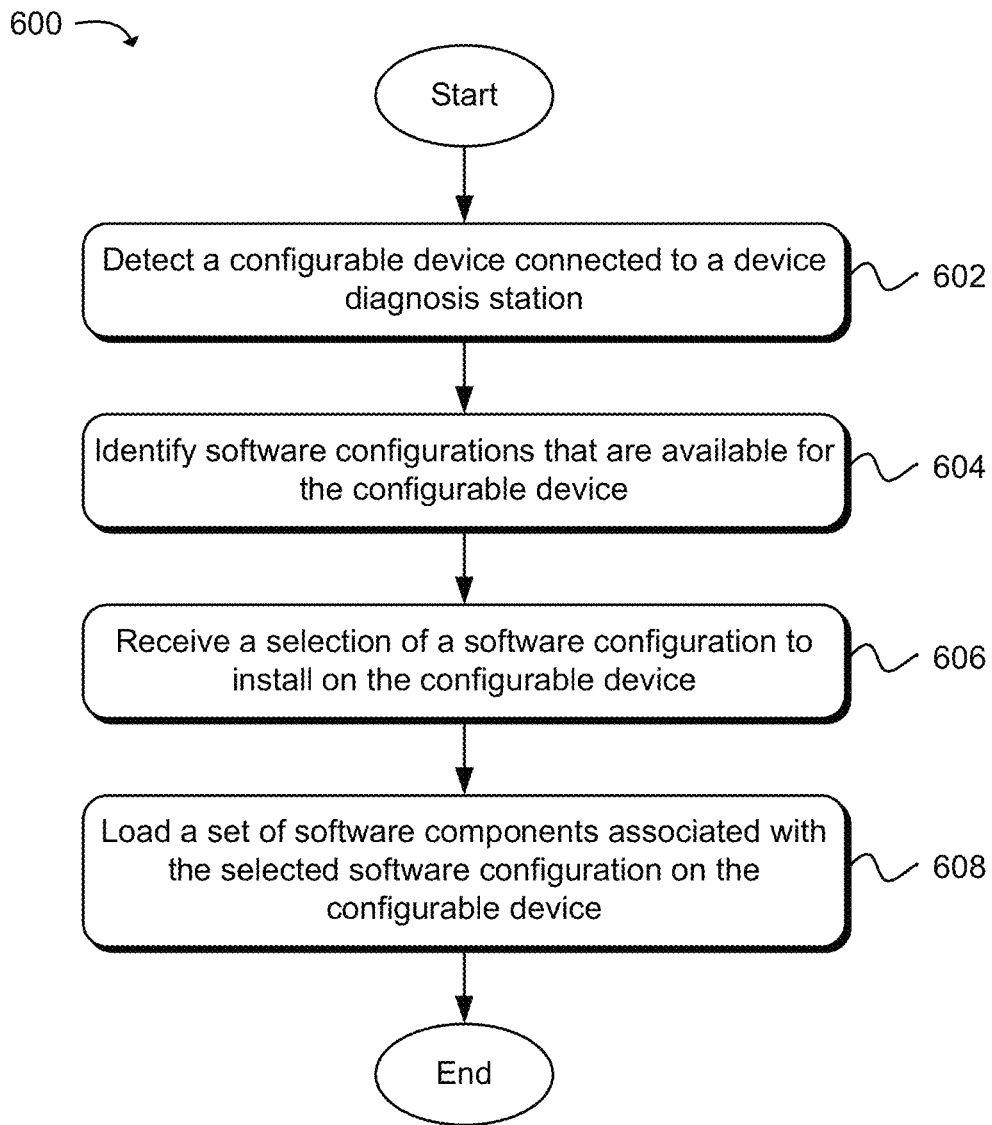 600
Start
Detect a configurable device connected to a device
diagnosis station
602
Identify software configurations that are available for
the configurable device
604
Receive a selection of a software configuration to
install on the configurable device
606
Load a set of software components associated with
the selected software configuration on the
configurable device
608
End